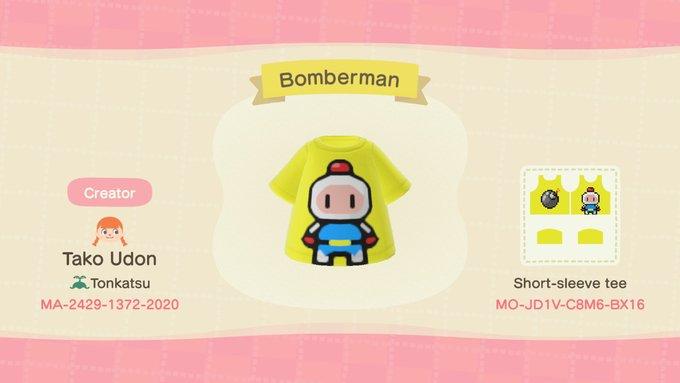 Bomberman
Creator
Tako Udon
Tonkatsu
MA-2429-1372-2020
Short-sleeve tee
MO-JD1V-C8M6-BX16